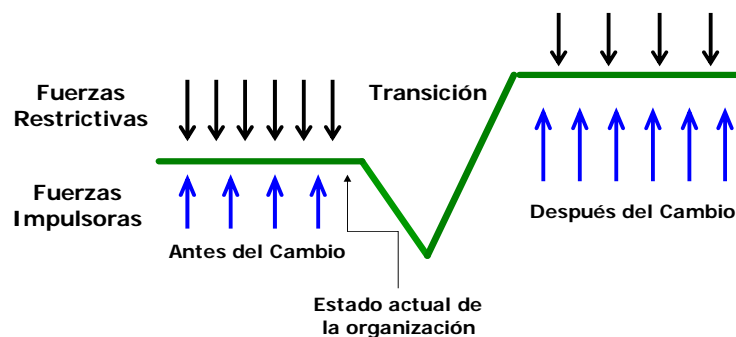 Fuerzas
Restrictivas
Transición
Fuerzas
Impulsoras
Antes del Cambio
Después del Cambio
Estado actual de
la organización